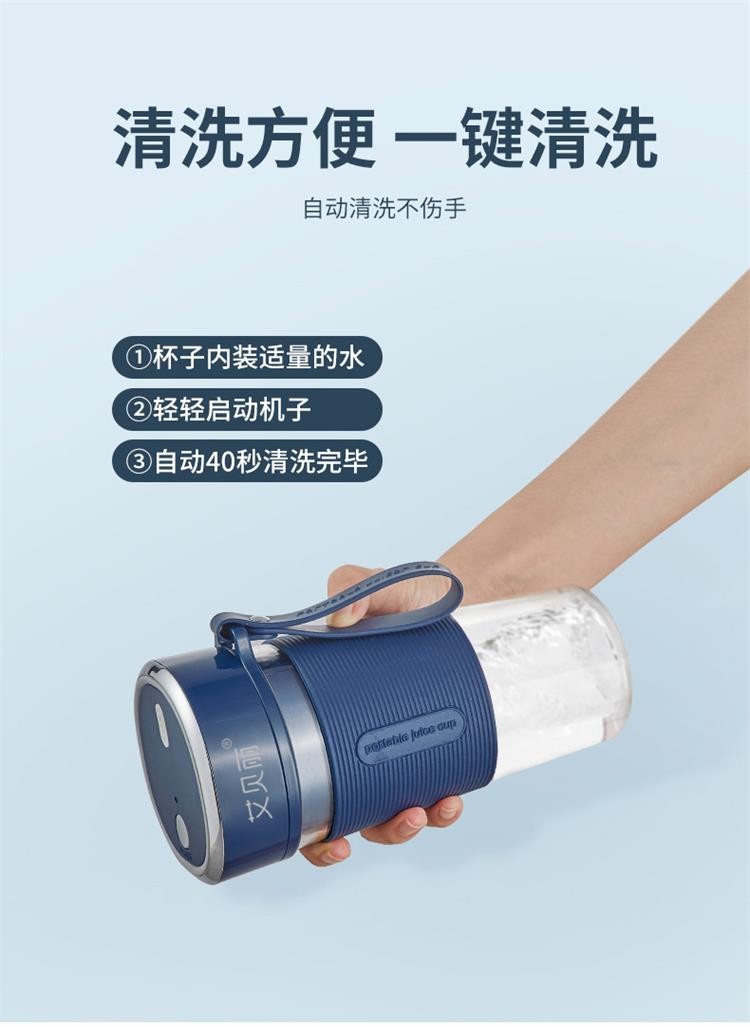 清洗方便 一键清洗
自动清洗不伤手
①杯子内装适量的水
②轻轻启动机子
③自动40秒清洗完毕
portable juice cup
艾贝丽®